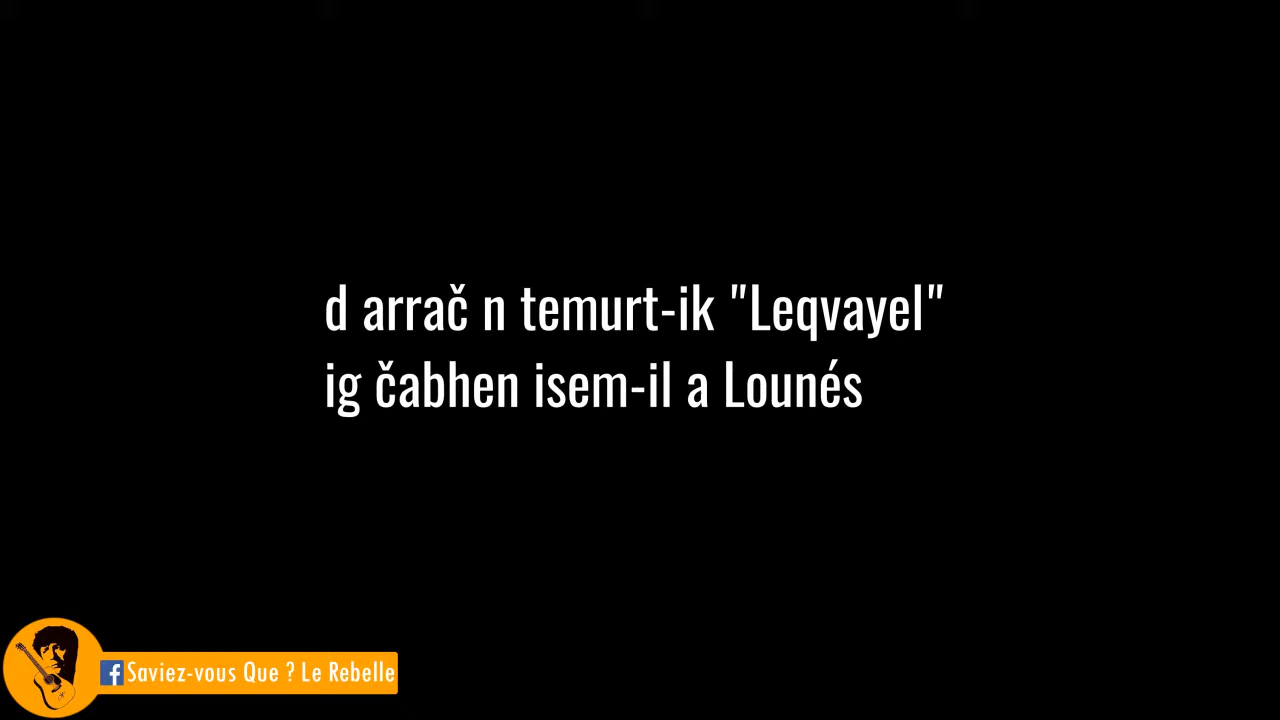 d arrač n temurt-ik "Leqvayel"
ig čabhen isem-il a Lounés
Saviez-vous Que ? Le Rebelle